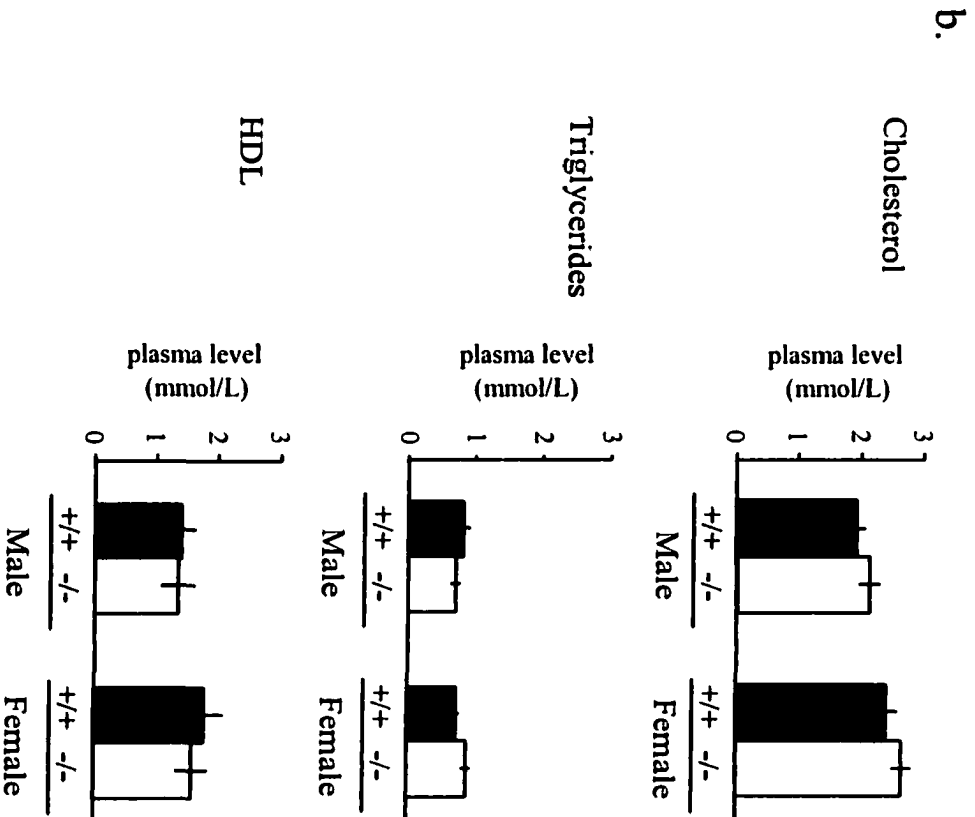 b.
Cholesterol
plasma level
(mmol/L)
3
2
1
0
+/+ -/- +/+ -/-
Male Female
Triglycerides
plasma level
(mmol/L)
3
2
1
0
+/+ -/- +/+ -/-
Male Female
HDL
plasma level
(mmol/L)
3
2
1
0
+/+ -/- +/+ -/-
Male Female